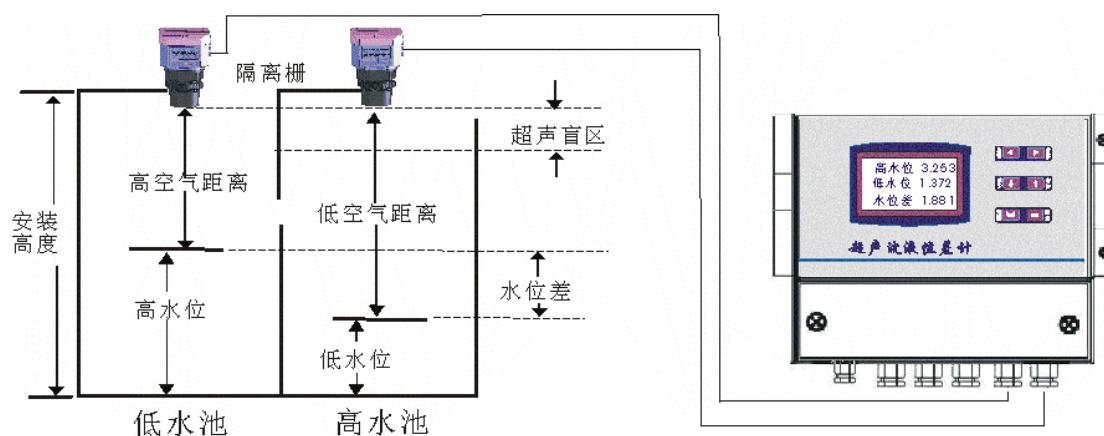 隔离栅
超声盲区
高空气距离
低空气距离
安装
高度
水位差
高水位
低水位
低水池
高水池
高水位 3.253
低水位 1.372
水位差 1.881
超声波液位差计